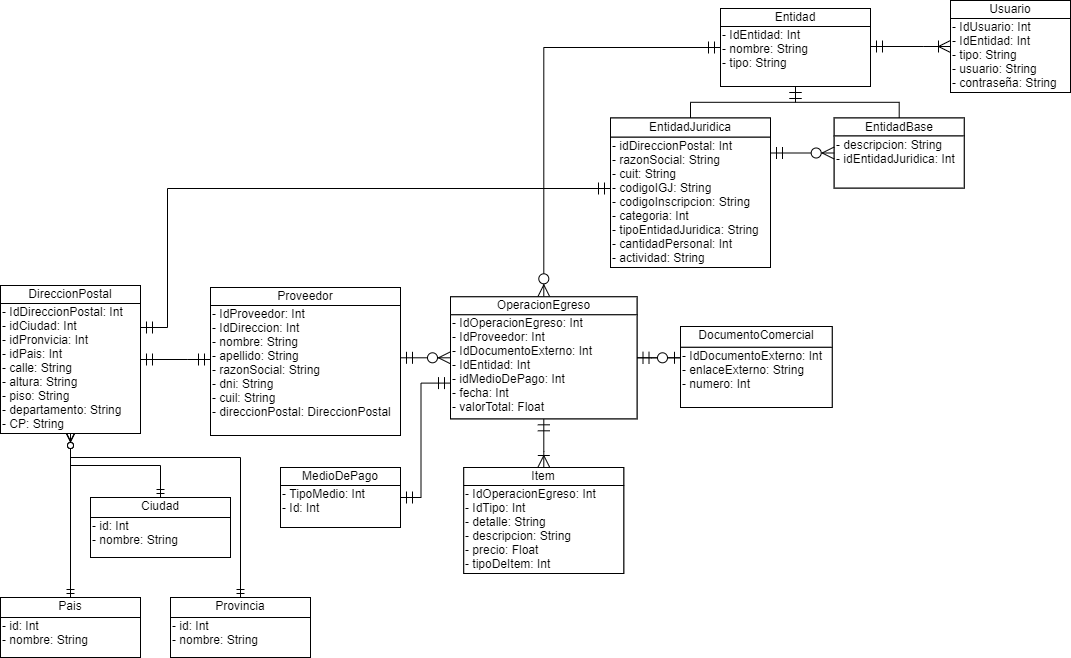 Entidad
- IdEntidad: Int
- nombre: String
- tipo: String
Usuario
- IdUsuario: Int
- IdEntidad: Int
- tipo: String
- usuario: String
- contraseña: String
EntidadJuridica
- idDireccionPostal: Int
- razonSocial: String
- cuit: String
- codigoIGJ: String
- codigoInscripcion: String
- categoria: Int
- tipoEntidadJuridica: String
- cantidadPersonal: Int
- actividad: String
EntidadBase
- descripcion: String
- idEntidadJuridica: Int
DireccionPostal
- IdDireccionPostal: Int
- idCiudad: Int
- idPronvicia: Int
- idPais: Int
- calle: String
- altura: String
- piso: String
- departamento: String
- CP: String
Proveedor
- IdProveedor: Int
- IdDireccion: Int
- nombre: String
- apellido: String
- razonSocial: String
- dni: String
- cuil: String
- direccionPostal: DireccionPostal
OperacionEgreso
- IdOperacionEgreso: Int
- IdProveedor: Int
- IdDocumentoExterno: Int
- IdEntidad: Int
- idMedioDePago: Int
- fecha: Int
- valorTotal: Float
DocumentoComercial
- IdDocumentoExterno: Int
- enlaceExterno: String
- numero: Int
MedioDePago
- TipoMedio: Int
- Id: Int
Item
- IdOperacionEgreso: Int
- IdTipo: Int
- detalle: String
- descripcion: String
- precio: Float
- tipoDeItem: Int
Ciudad
- id: Int
- nombre: String
Pais
- id: Int
- nombre: String
Provincia
- id: Int
- nombre: String